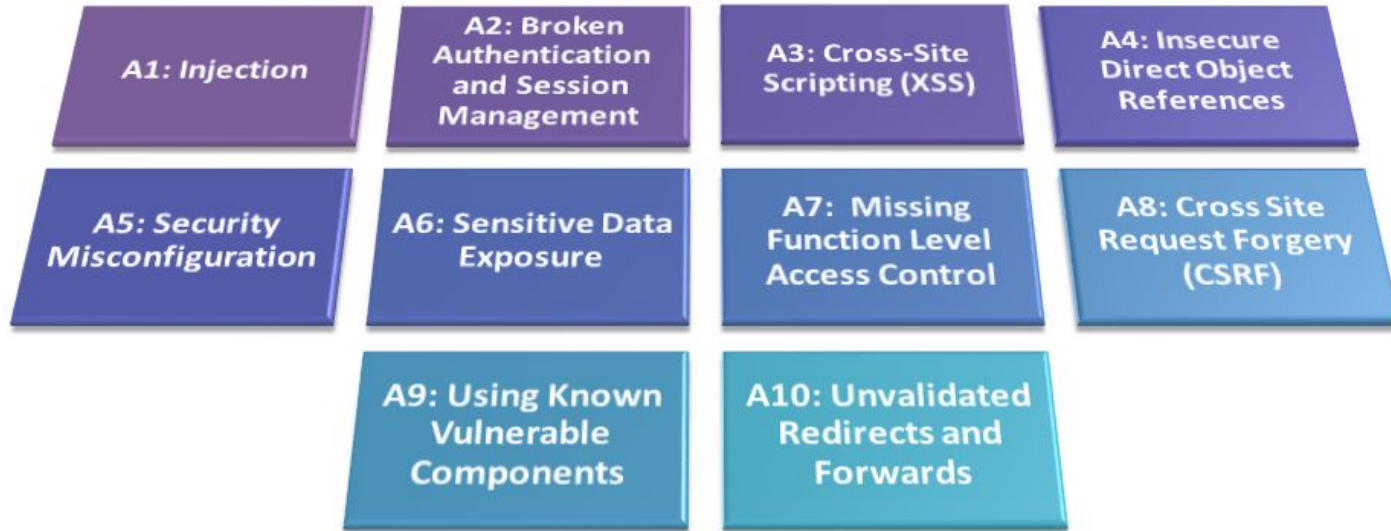 A1: Injection
A2: Broken
Authentication
and Session
Management
A3: Cross-Site
Scripting (XSS)
A4: Insecure
Direct Object
References
A5: Security
Misconfiguration
A6: Sensitive Data
Exposure
A7: Missing
Function Level
Access Control
A8: Cross Site
Request Forgery
(CSRF)
A9: Using Known
Vulnerable
Components
A10: Unvalidated
Redirects and
Forwards